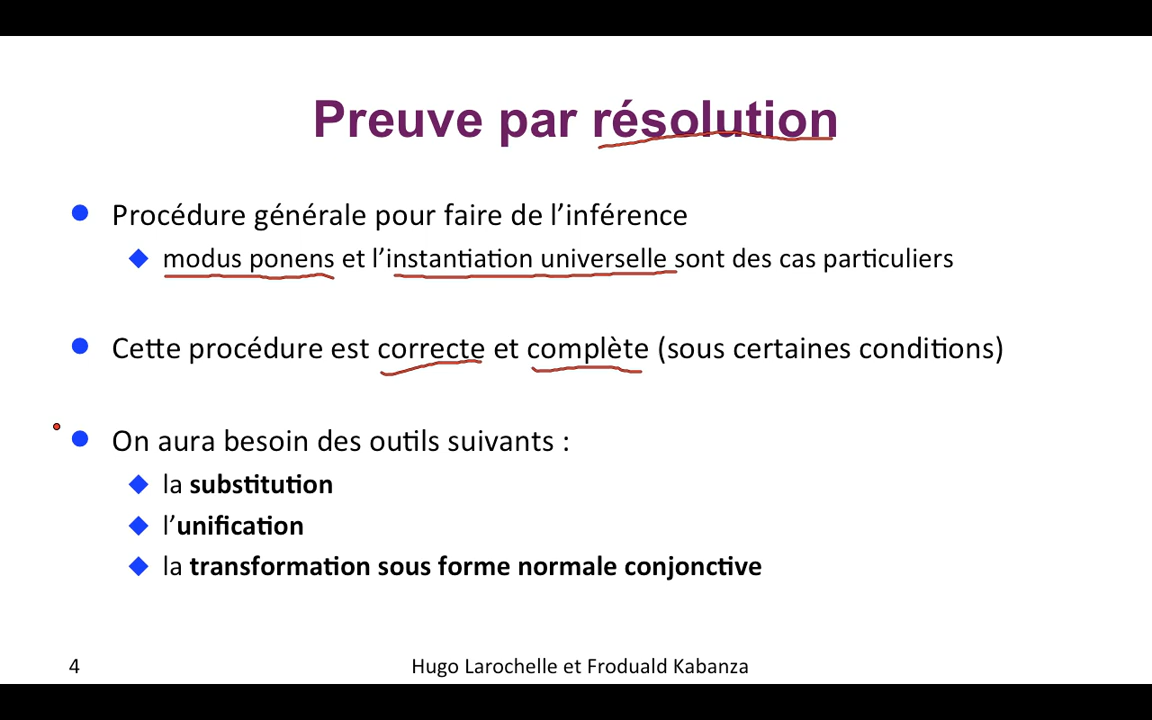 Preuve par résolution
Procédure générale pour faire de l’inférence
modus ponens et l’instantiation universelle sont des cas particuliers
Cette procédure est correcte et complète (sous certaines conditions)
On aura besoin des outils suivants :
la substitution
l’unification
la transformation sous forme normale conjonctive
4 Hugo Larochelle et Froduald Kabanza